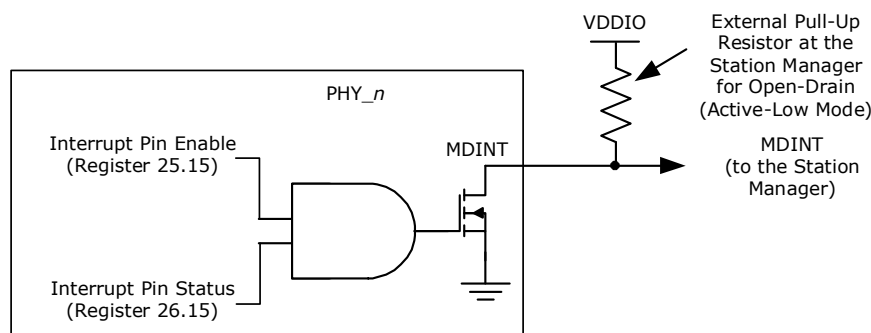 VDDIO
External Pull-Up
Resistor at the
Station Manager
for Open-Drain
(Active-Low Mode)
PHY_n
Interrupt Pin Enable
(Register 25.15)
MDINT
MDINT
(to the Station
Manager)
Interrupt Pin Status
(Register 26.15)